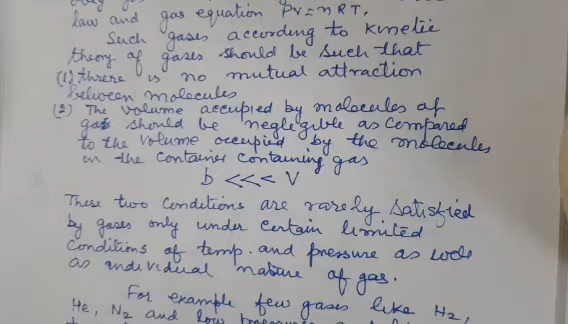 law and gas equation PV = nRT.
Such gases according to kinetic
theory of gases should be such that
(1) threre is no mutual attraction
between molecules
(2) The volume occupied by molecules of
gas should be negleglble as compared
to the volume occupied by the molecules
in the container containing gas
b <<< V
These two conditions are rarely satisfied
by gases only under certain limited
conditions of temp. and pressure as well
as individual nature of gas.
For example few gases like H2,
He, N2 and low